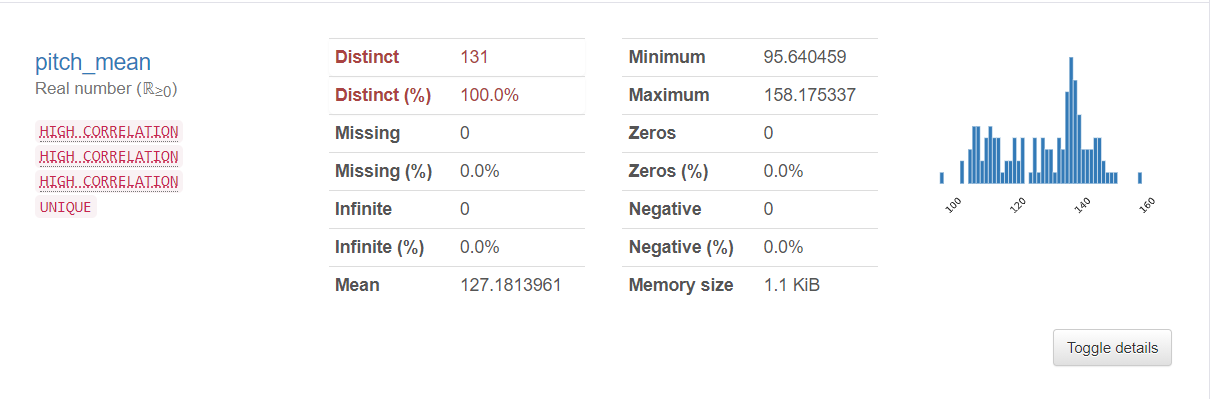 pitch_mean
Real number (ℝ≥0)
HIGH CORRELATION
HIGH CORRELATION
HIGH CORRELATION
UNIQUE
Distinct 131
Distinct (%) 100.0%
Missing 0
Missing (%) 0.0%
Infinite 0
Infinite (%) 0.0%
Mean 127.1813961
Minimum 95.640459
Maximum 158.175337
Zeros 0
Zeros (%) 0.0%
Negative 0
Negative (%) 0.0%
Memory size 1.1 KiB
100 120 140 160
Toggle details